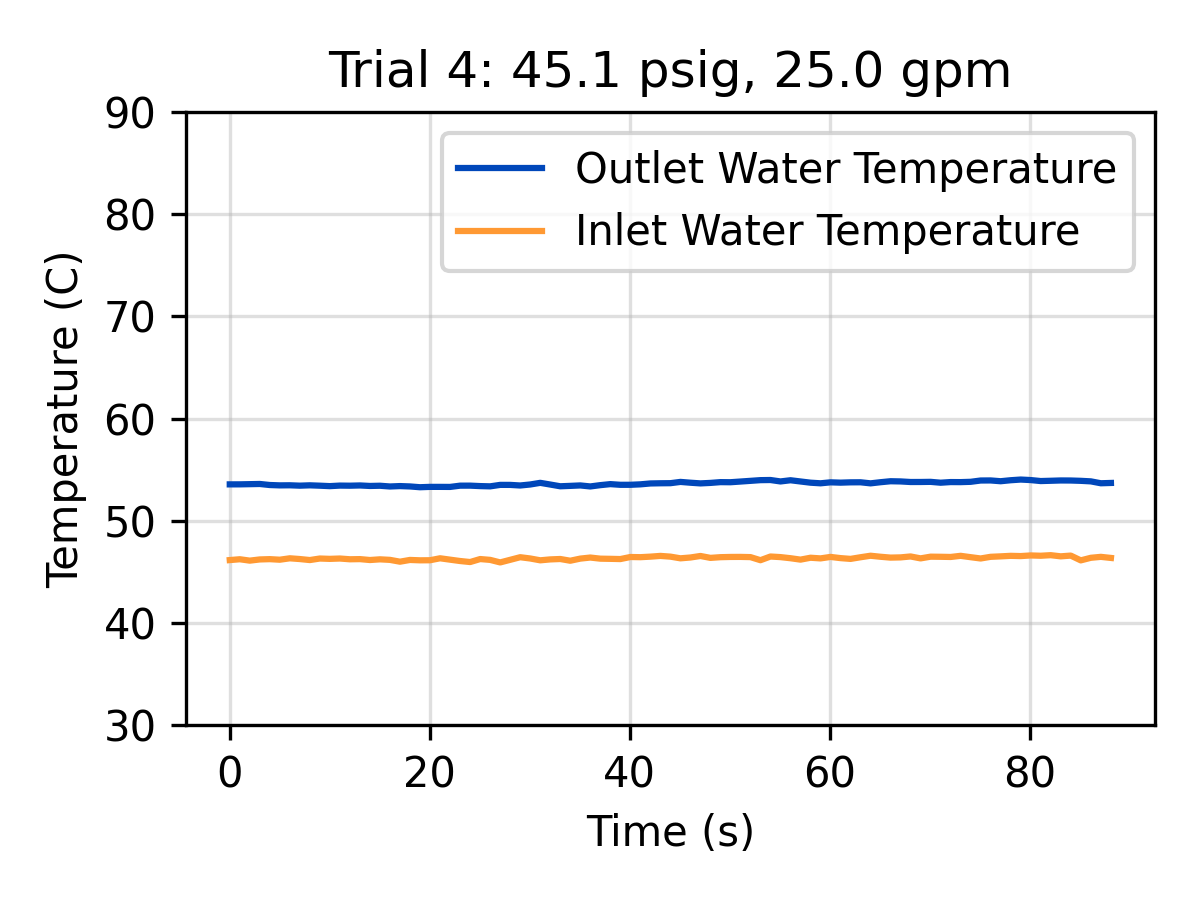 Trial 4: 45.1 psig, 25.0 gpm
Outlet Water Temperature
Inlet Water Temperature
Temperature (C)
90
80
70
60
50
40
30
0 20 40 60 80
Time (s)